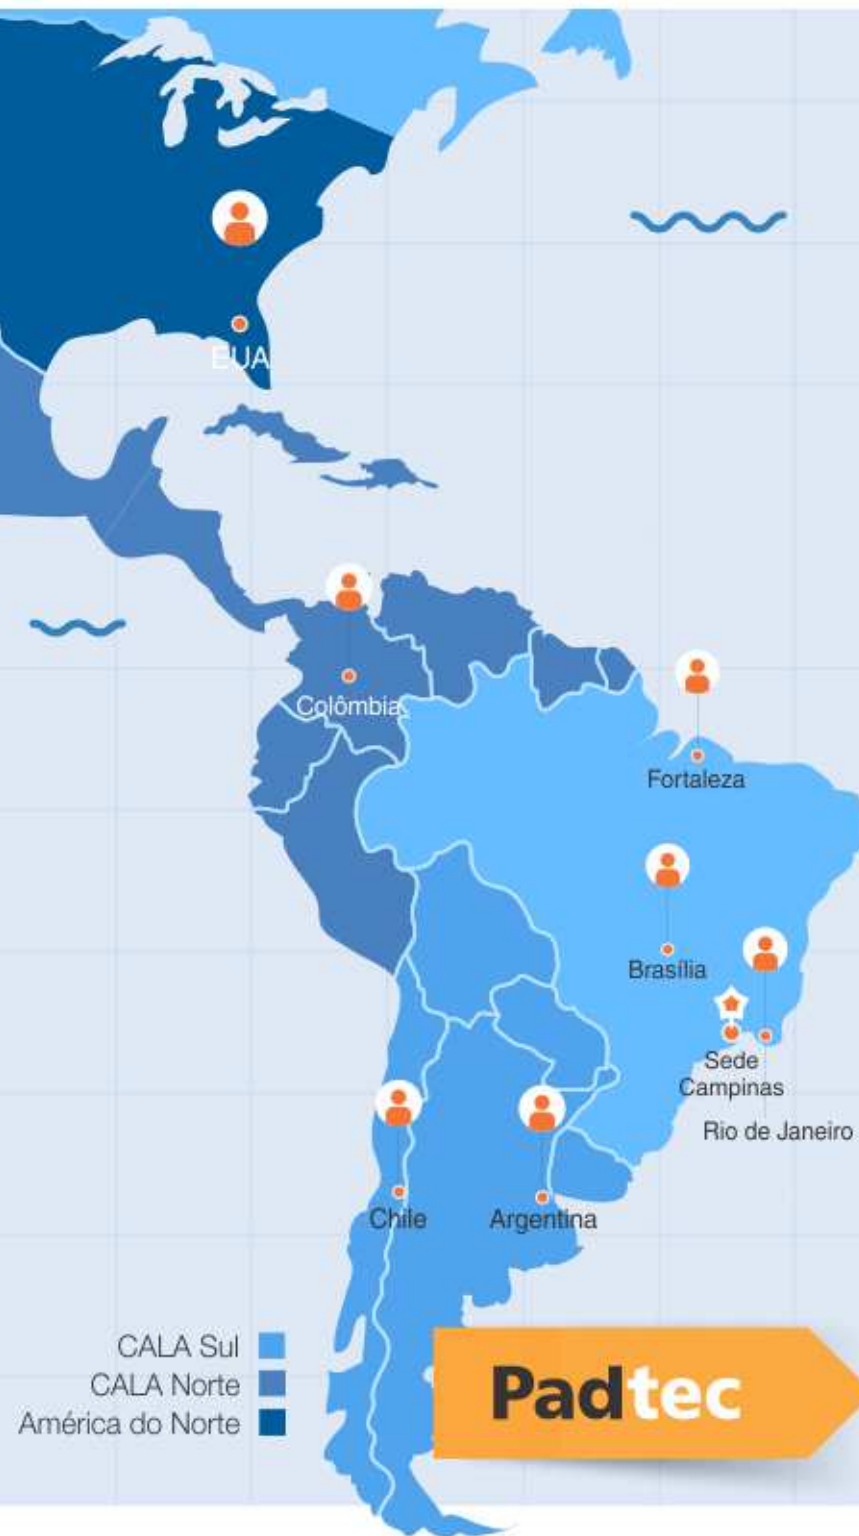 EUA
Colômbia
Fortaleza
Brasília
Sede
Campinas
Rio de Janeiro
Chile
Argentina
CALA Sul
CALA Norte
América do Norte
Padtec